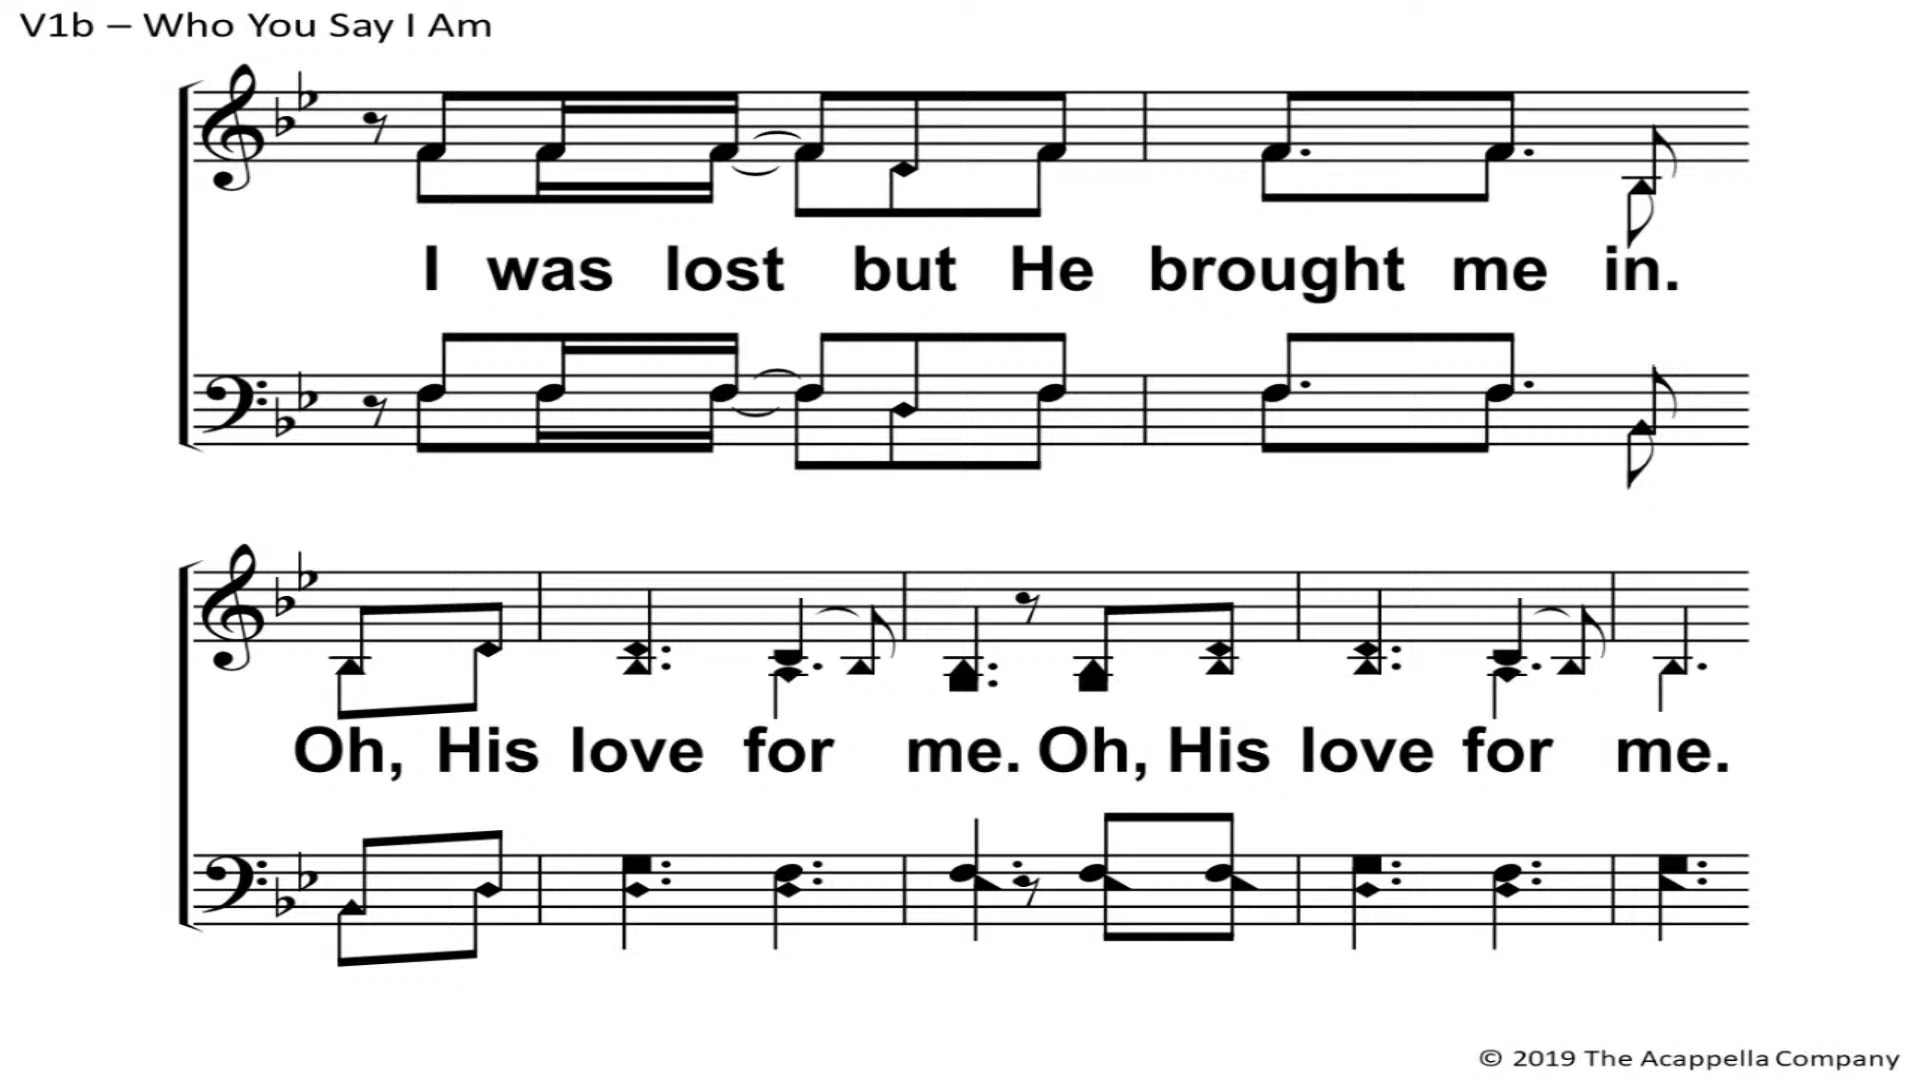 V1b – Who You Say I Am
I was lost but He brought me in.
Oh, His love for me. Oh, His love for me.
© 2019 The Acappella Company